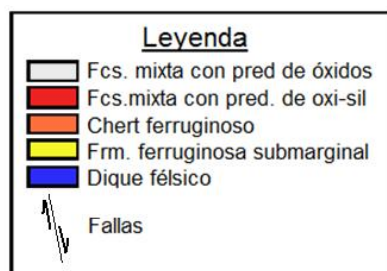 Leyenda
Fcs. mixta con pred de óxidos
Fcs.mixta con pred. de oxi-sil
Chert ferruginoso
Frm. ferruginosa submarginal
Dique félsico
Fallas